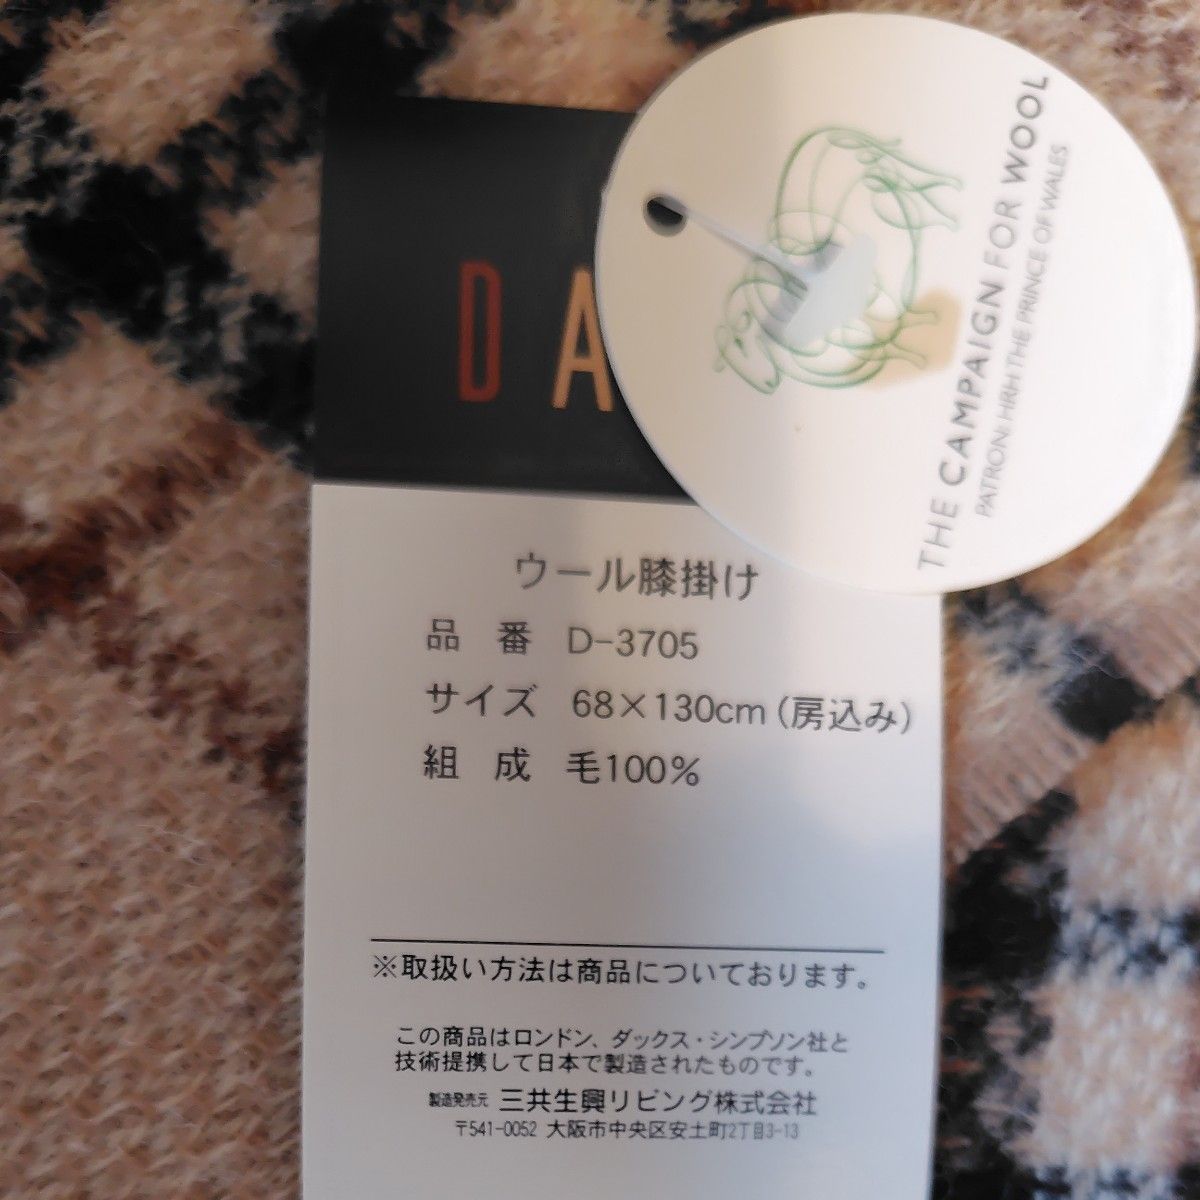 DA
THE CAMPAIGN FOR WOOL
PATRON: HRH THE PRINCE OF WALES
ウール膝掛け
品 番 D-3705
サイズ 68×130cm(房込み)
組 成 毛100%
※取扱い方法は商品についております。
この商品はロンドン、ダックス・シンプソン社と
技術提携して日本で製造されたものです。
製造発売元 三共生興リビング株式会社
〒541-0052 大阪市中央区安土町2丁目3-13